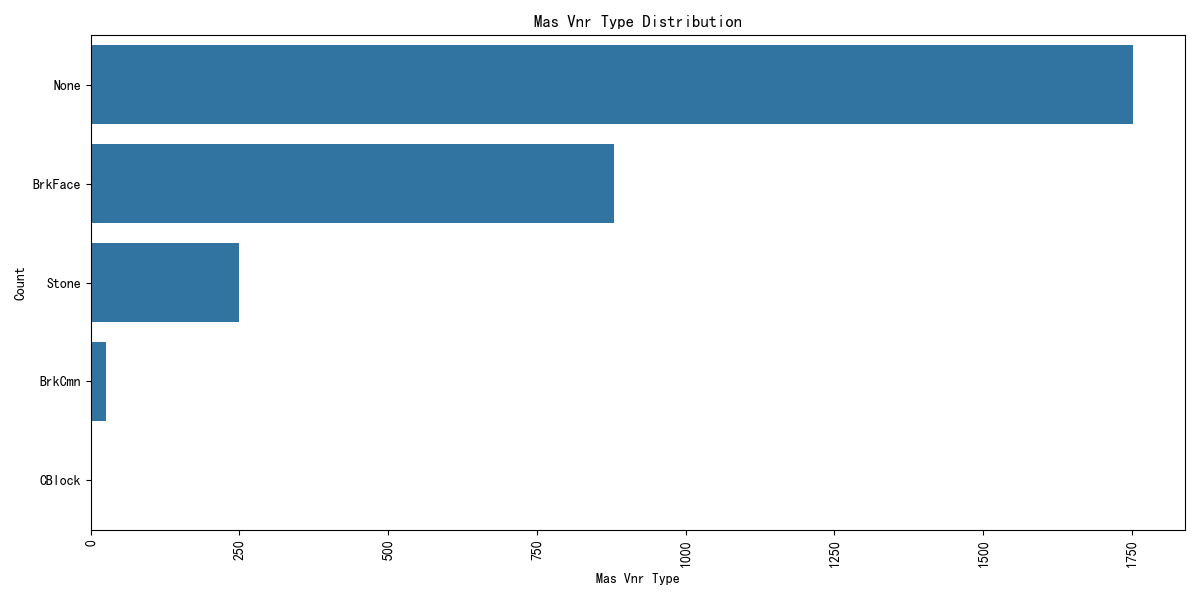 Mas Vnr Type Distribution
None
BrkFace
Stone
BrkCmn
CBlock
Count
0
250
500
750
1000
1250
1500
1750
Mas Vnr Type